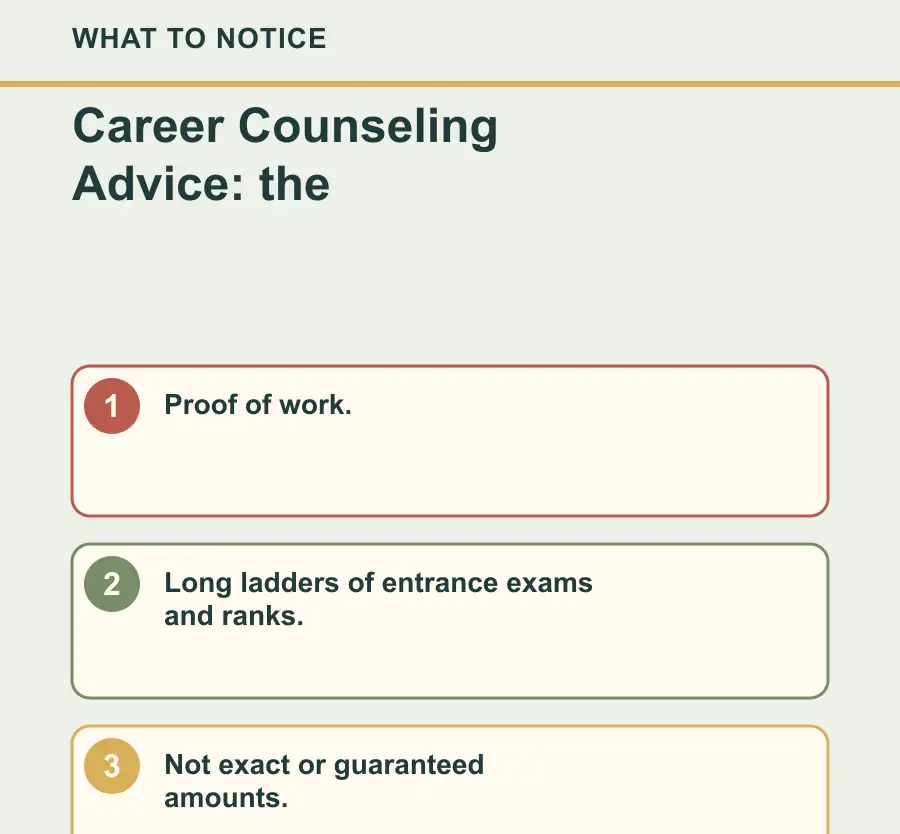 WHAT TO NOTICE
Career Counseling
Advice: the
1
Proof of work.
2
Long ladders of entrance exams
and ranks.
3
Not exact or guaranteed
amounts.